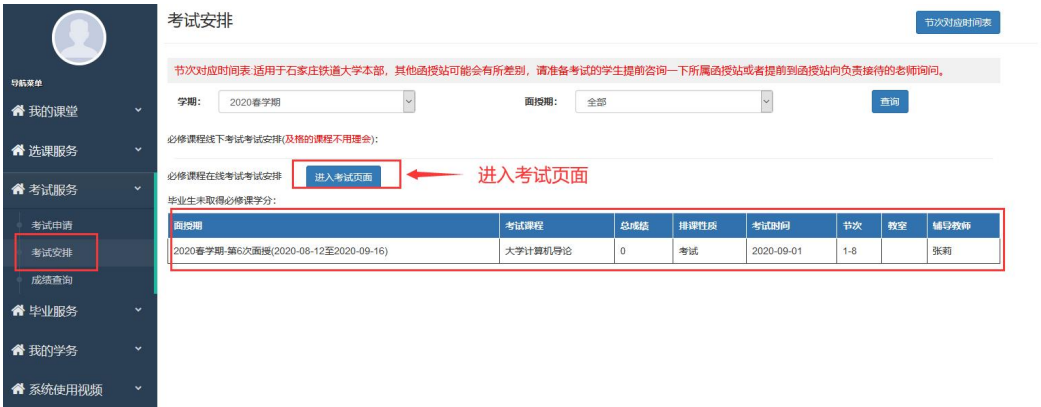 考试安排
节次对应时间表
导航菜单
我的课堂
选课服务
考试服务
考试申请
考试安排
成绩查询
毕业服务
我的学务
系统使用视频
节次对应时间表:适用于石家庄铁道大学本部，其他函授站可能会有所差别，请准备考试的学生提前咨询一下所属函授站或者提前到函授站向负责接待的老师询问。
学期: 2020春学期 面授期: 全部 查询
必修课程线下考试考试安排(及格的课程不用理会):
必修课程在线考试考试安排 进入考试页面 进入考试页面
毕业生未取得必修课学分:
面授期 考试课程 总成绩 排课性质 考试时间 节次 教室 辅导教师
2020春学期-第6次面授(2020-08-12至2020-09-16) 大学计算机导论 0 考试 2020-09-01 1-8 张莉